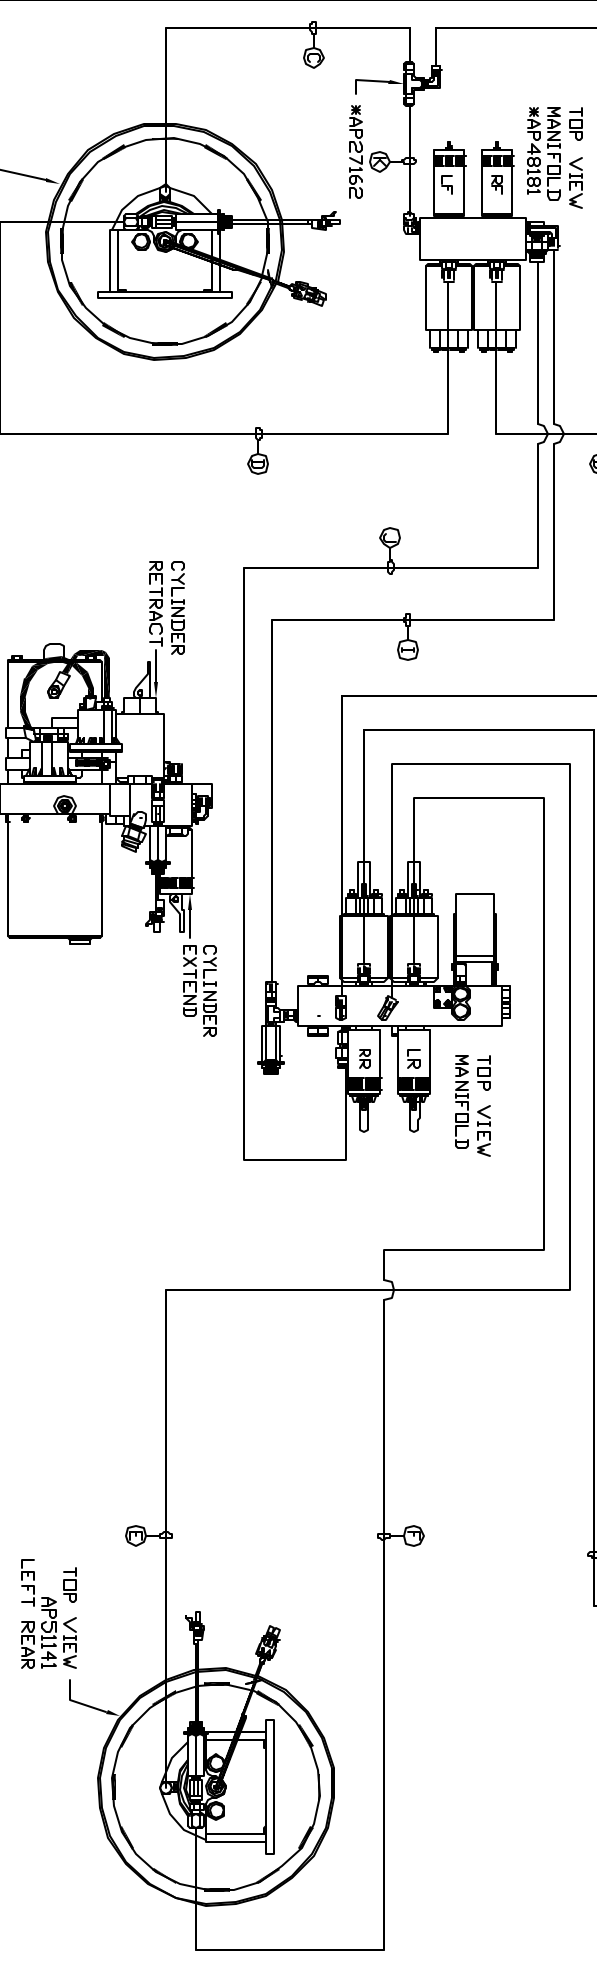 C
*AP27162
K
TOP VIEW
MANIFOLD
*AP48181
LF
RF
D
J
I
CYLINDER
RETRACT
CYLINDER
EXTEND
RR
LR
TOP VIEW
MANIFOLD
E
F
TOP VIEW
AP51141
LEFT REAR